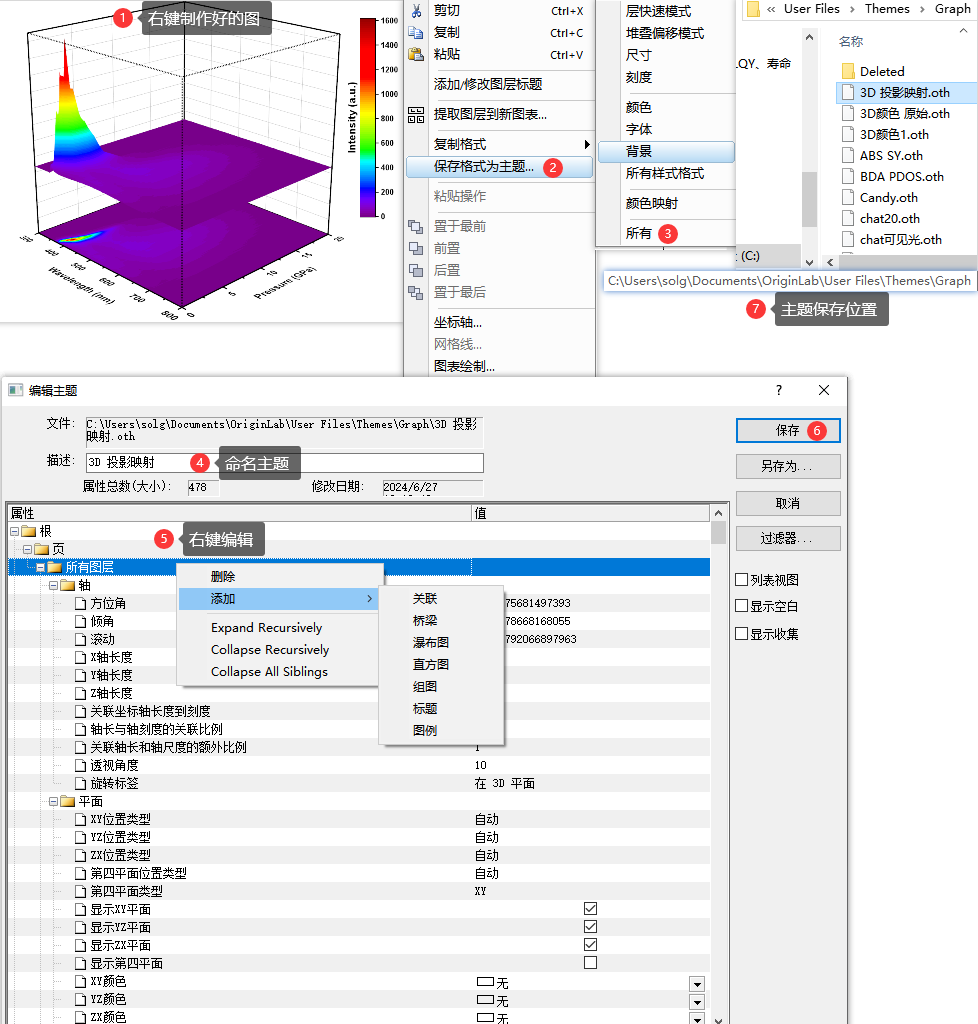 1 右键制作好的图
1600
1400
1200
1000
800
600
400
200
0
Intensity (a.u.)
350
400
500
600
700
800
Wavelength (nm)
0
5
10
15
20
Pressure (GPa)
剪切 Ctrl+X
复制 Ctrl+C
粘贴 Ctrl+V
添加/修改图层标题
提取图层到新图表...
复制格式
保存格式为主题... 2
粘贴操作
置于最前
前置
后置
置于最后
坐标轴...
网格线...
图表绘制...
层快速模式
堆叠偏移模式
尺寸
刻度
颜色
字体
背景
所有样式格式
颜色映射
所有 3
« User Files > Themes > Graph
LQY、寿命
(C:)
名称
Deleted
3D 投影映射.oth
3D颜色 原始.oth
3D颜色1.oth
ABS SY.oth
BDA PDOS.oth
Candy.oth
chat20.oth
chat可见光.oth
C:\Users\solg\Documents\OriginLab\User Files\Themes\Graph
7 主题保存位置
编辑主题 ?
文件: C:\Users\solg\Documents\OriginLab\User Files\Themes\Graph\3D 投影
映射.oth
描述: 3D 投影映射 4 命名主题
属性总数(大小): 478 修改日期: 2024/6/27
保存 6
另存为...
取消
过滤器...
列表视图
显示空白
显示收集
属性 值
根
页
5 右键编辑
所有图层
轴
方位角 75681497393
倾角 78668168055
滚动 792066897963
X轴长度
Y轴长度
Z轴长度
关联坐标轴长度到刻度
轴长与轴刻度的关联比例
关联轴长和轴尺度的额外比例 1
透视角度 10
旋转标签 在 3D 平面
平面
XY位置类型 自动
YZ位置类型 自动
ZX位置类型 自动
第四平面位置类型 自动
第四平面类型 XY
显示XY平面
显示YZ平面
显示ZX平面
显示第四平面
XY颜色 无
YZ颜色 无
ZX颜色 无
删除
添加
Expand Recursively
Collapse Recursively
Collapse All Siblings
关联
桥梁
瀑布图
直方图
组图
标题
图例